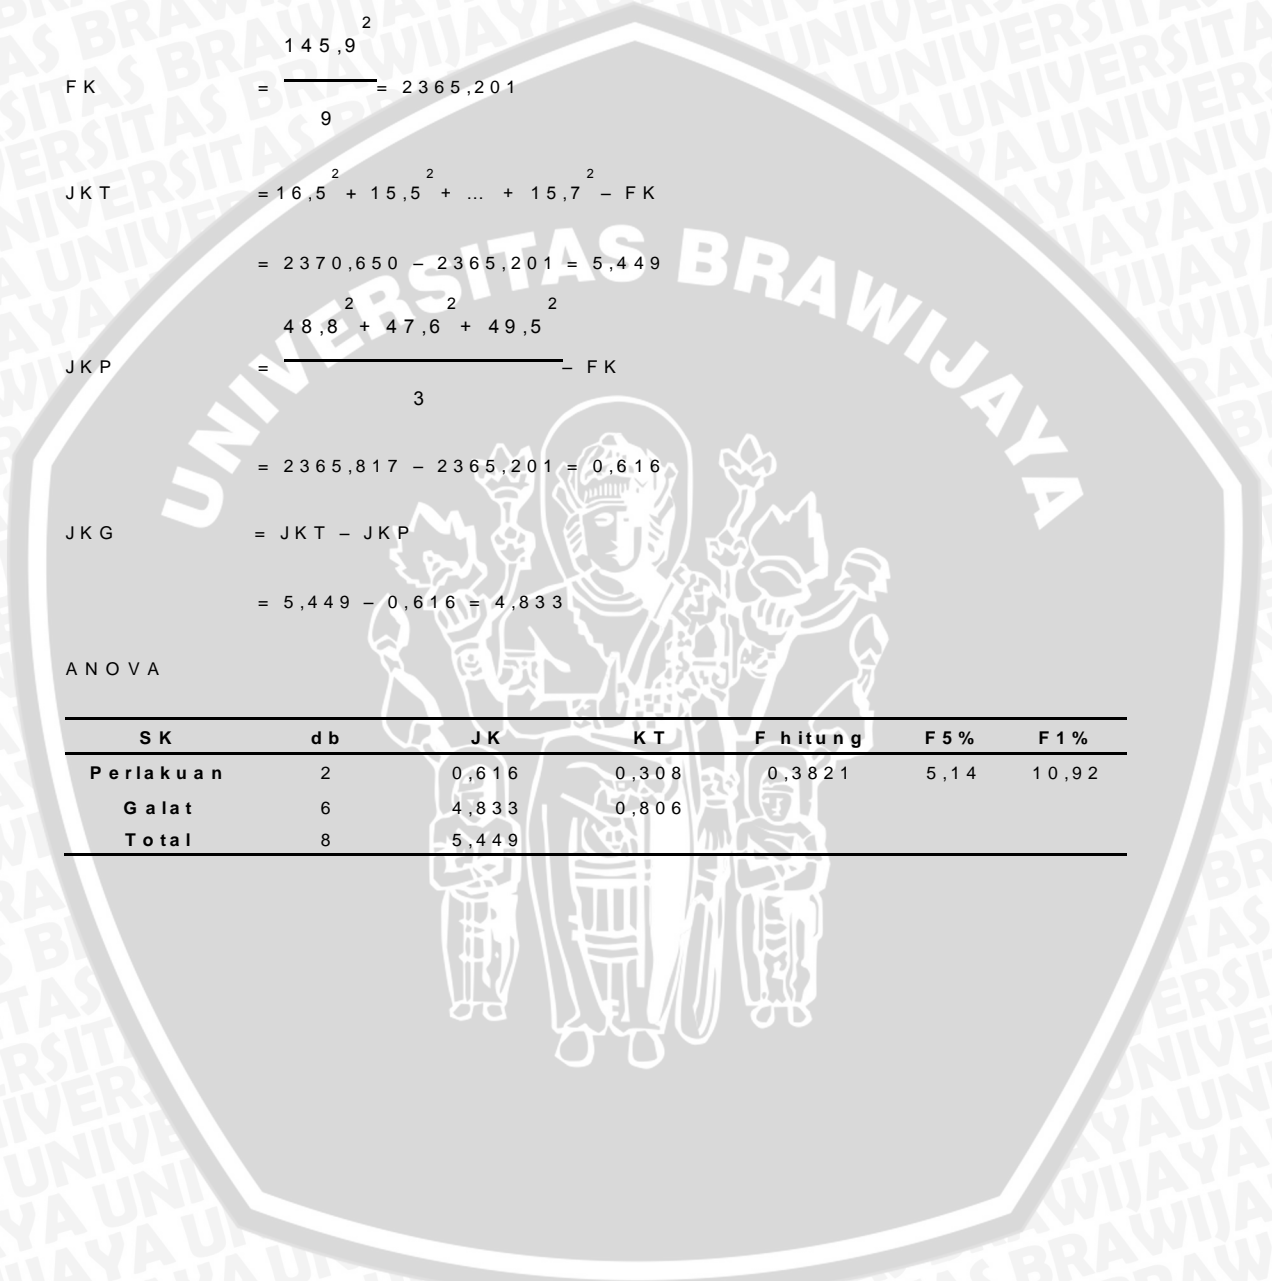 145,9²
FK = = 2365,201
9
JKT = 16,5² + 15,5² + ... + 15,7² – FK
= 2370,650 – 2365,201 = 5,449
48,8² + 47,6² + 49,5²
JKP = – FK
3
= 2365,817 – 2365,201 = 0,616
JKG = JKT – JKP
= 5,449 – 0,616 = 4,833
ANOVA
SK db JK KT F hitung F5% F1%
Perlakuan 2 0,616 0,308 0,3821 5,14 10,92
Galat 6 4,833 0,806
Total 8 5,449
UNIVERSITAS BRAWIJAYA